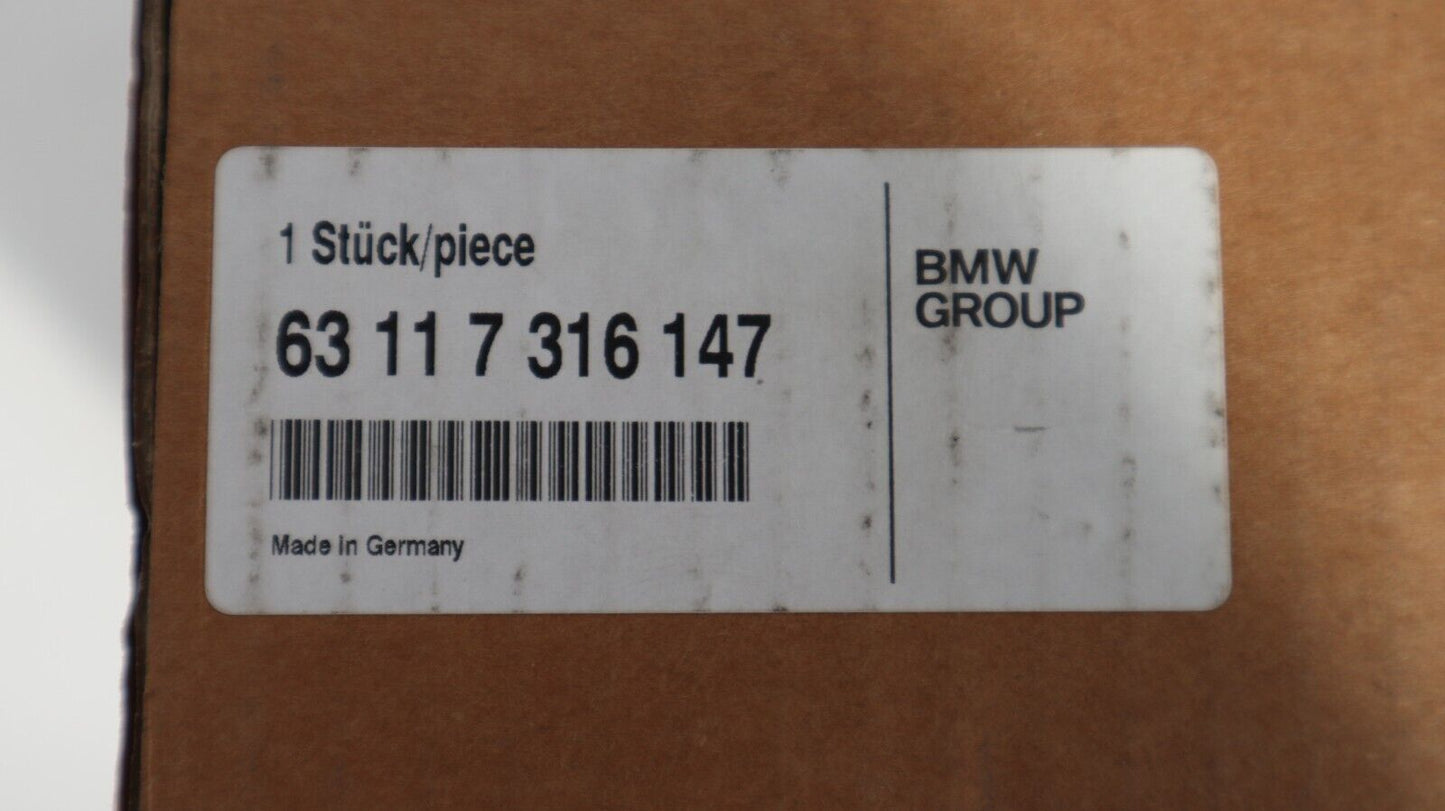 1 Stück/piece
63 11 7 316 147
Made in Germany
BMW
GROUP